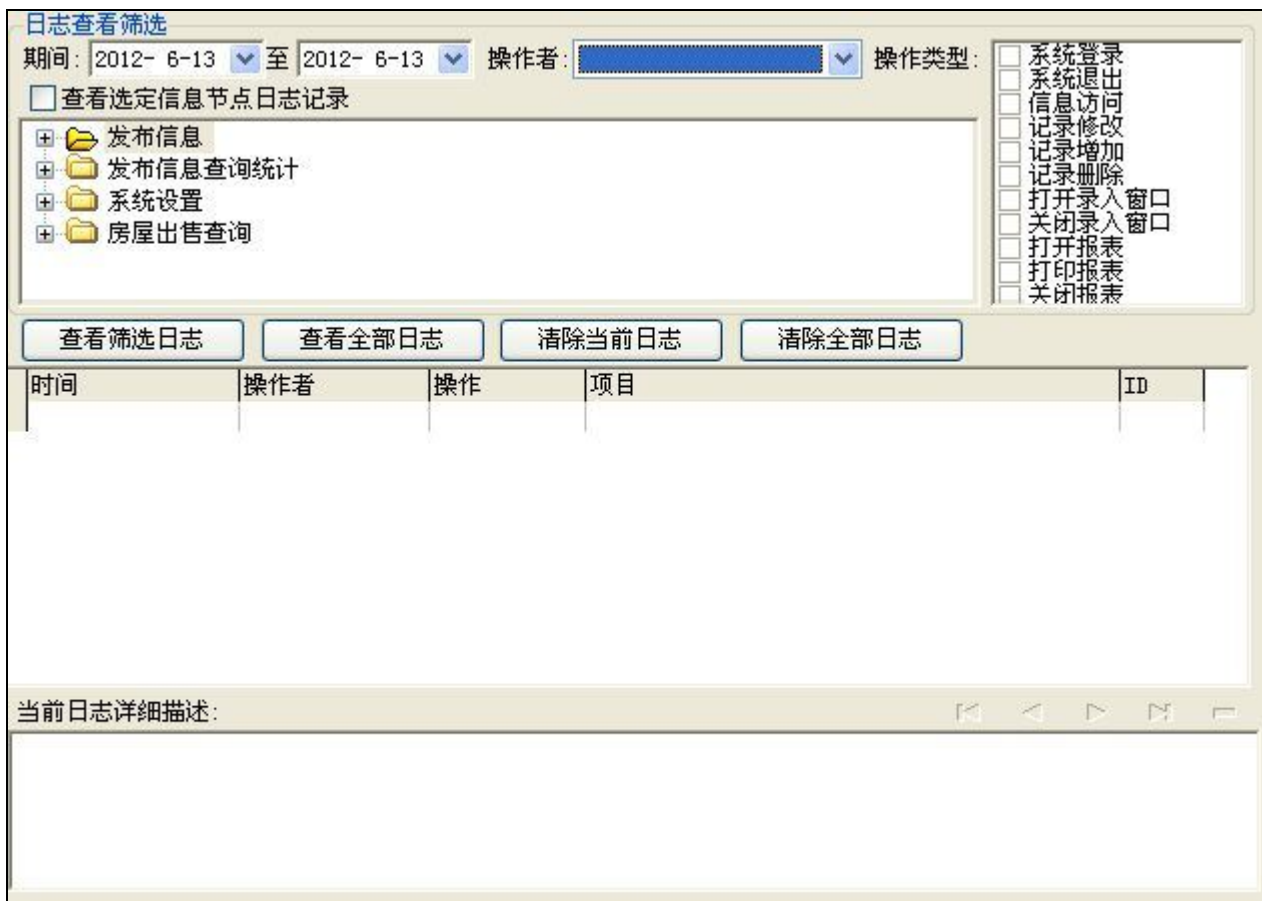 日志查看筛选
期间: 2012- 6-13 至 2012- 6-13 操作者: 操作类型:
系统登录
系统退出
信息访问
记录修改
记录增加
记录删除
打开录入窗口
关闭录入窗口
打开报表
打印报表
关闭报表
查看选定信息节点日志记录
发布信息
发布信息查询统计
系统设置
房屋出售查询
查看筛选日志 查看全部日志 清除当前日志 清除全部日志
时间 操作者 操作 项目 ID
当前日志详细描述: